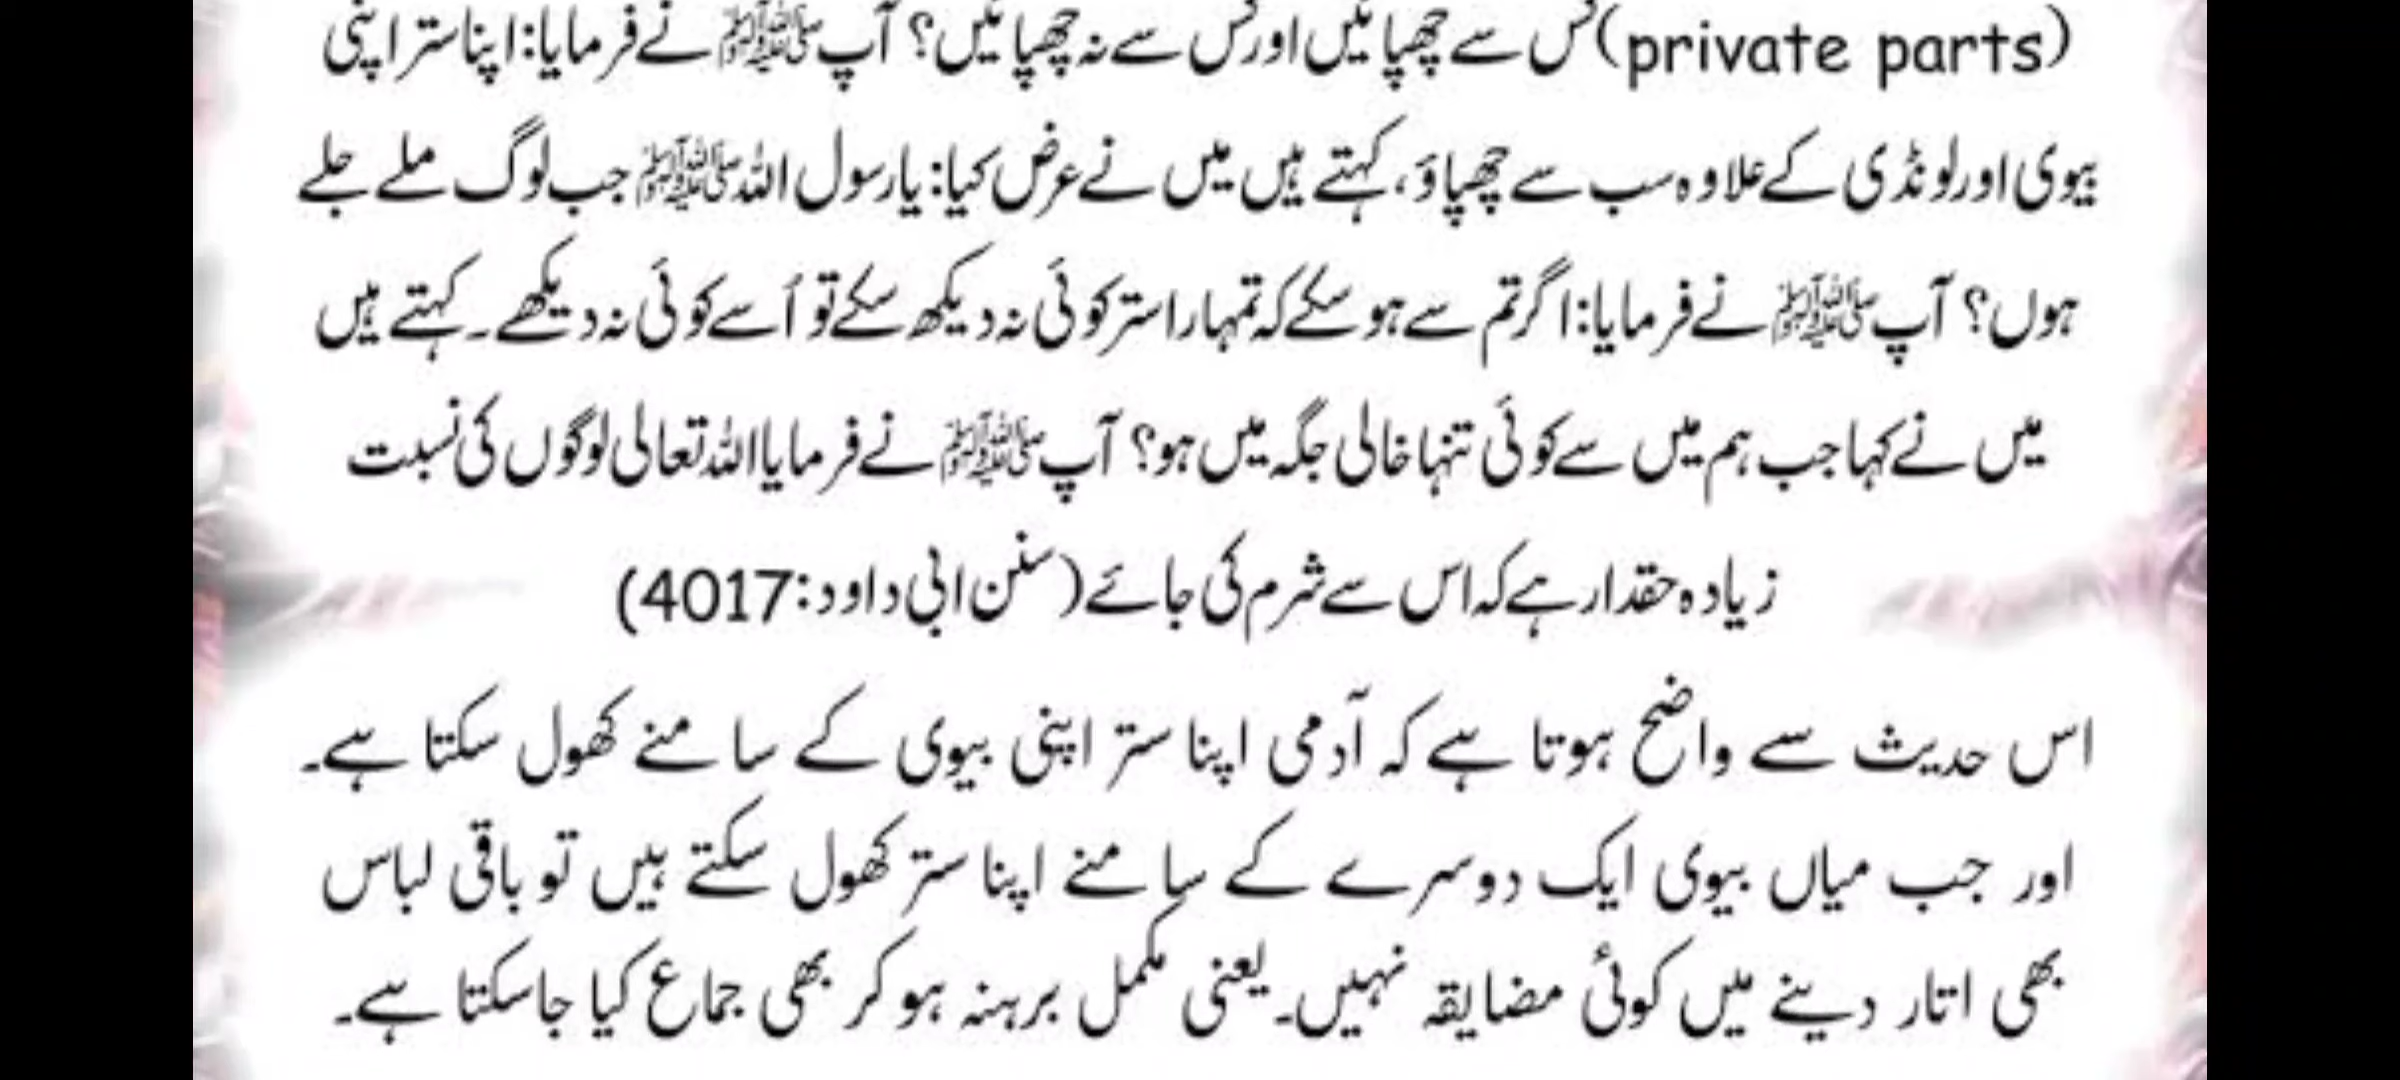 (private parts) کس سے چھپائیں اور کس سے نہ چھپائیں؟ آپ ﷺ نے فرمایا: اپنا ستر اپنی
بیوی اور لونڈی کے علاوہ سب سے چھپاؤ، کہتے ہیں میں نے عرض کیا: یا رسول اللہ ﷺ جب لوگ ملے جلے
ہوں؟ آپ ﷺ نے فرمایا: اگر تم سے ہو سکے کہ تمہارا ستر کوئی نہ دیکھ سکے تو اُسے کوئی نہ دیکھے۔ کہتے ہیں
میں نے کہا جب ہم میں سے کوئی تنہا خالی جگہ میں ہو؟ آپ ﷺ نے فرمایا اللہ تعالی لوگوں کی نسبت
زیادہ حقدار ہے کہ اس سے شرم کی جائے (سنن ابی داود: 4017)
اس حدیث سے واضح ہوتا ہے کہ آدمی اپنا ستر اپنی بیوی کے سامنے کھول سکتا ہے۔
اور جب میاں بیوی ایک دوسرے کے سامنے اپنا ستر کھول سکتے ہیں تو باقی لباس
بھی اتار دینے میں کوئی مضایقہ نہیں۔ یعنی مکمل برہنہ ہو کر بھی جماع کیا جاسکتا ہے۔